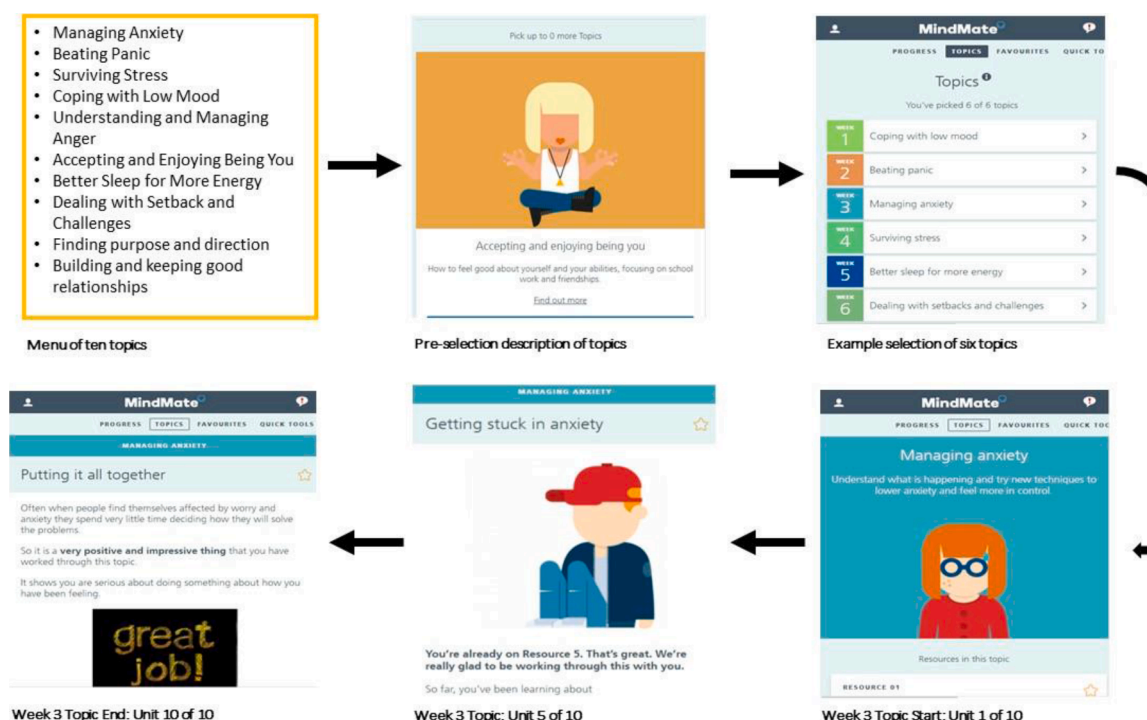 • Managing Anxiety
• Beating Panic
• Surviving Stress
• Coping with Low Mood
• Understanding and Managing
Anger
• Accepting and Enjoying Being You
• Better Sleep for More Energy
• Dealing with Setback and
Challenges
• Finding purpose and direction
• Building and keeping good
relationships
Menu of ten topics
Pick up to 0 more Topics
Accepting and enjoying being you
How to feel good about yourself and your abilities, focusing on school
work and friendships.
Find out more
Pre-selection description of topics
MindMate
PROGRESS TOPICS FAVOURITES QUICK TO
Topics
You've picked 6 of 6 topics
WEEK 1 Coping with low mood
WEEK 2 Beating panic
WEEK 3 Managing anxiety
WEEK 4 Surviving stress
WEEK 5 Better sleep for more energy
WEEK 6 Dealing with setbacks and challenges
Example selection of six topics
MindMate
PROGRESS TOPICS FAVOURITES QUICK TOOLS
MANAGING ANXIETY
Putting it all together
Often when people find themselves affected by worry and
anxiety they spend very little time deciding how they will solve
the problems.
So it is a very positive and impressive thing that you have
worked through this topic.
It shows you are serious about doing something about how you
have been feeling.
great
job!
Week 3 Topic End: Unit 10 of 10
MANAGING ANXIETY
Getting stuck in anxiety
You're already on Resource 5. That's great. We're
really glad to be working through this with you.
So far, you've been learning about
Week 3 Topic: Unit 5 of 10
MindMate
PROGRESS TOPICS FAVOURITES QUICK TOO
Managing anxiety
Understand what is happening and try new techniques to
lower anxiety and feel more in control
Resources in this topic
RESOURCE 01
Week 3 Topic Start: Unit 1 of 10